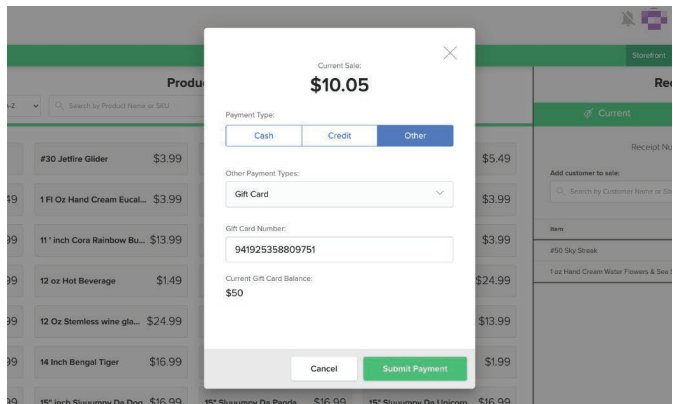 Storefront
Produ
Rec
A-Z
Search by Product Name or SKU
Current
Receipt Nu
#30 Jetfire Glider $3.99
$5.49
Add customer to sale:
Search by Customer Name or
49
1 Fl Oz Hand Cream Eucal... $3.99
$3.99
Item
99
11 ' inch Cora Rainbow Bu... $13.99
$3.99
#50 Sky Streak
1 oz Hand Cream Water Flowers & Sea
99
12 oz Hot Beverage $1.49
$24.99
99
12 Oz Stemless wine gla... $24.99
$13.99
99
14 Inch Bengal Tiger $16.99
$1.99
15" inch Sluuumpy Da Dog $16.99
15" Sluuumpy Da Panda $16.99
15" Sluuumpy Da Unicorn $16.99
Current Sale:
$10.05
Payment Type:
Cash Credit Other
Other Payment Types:
Gift Card
Gift Card Number:
941925358809751
Current Gift Card Balance:
$50
Cancel Submit Payment